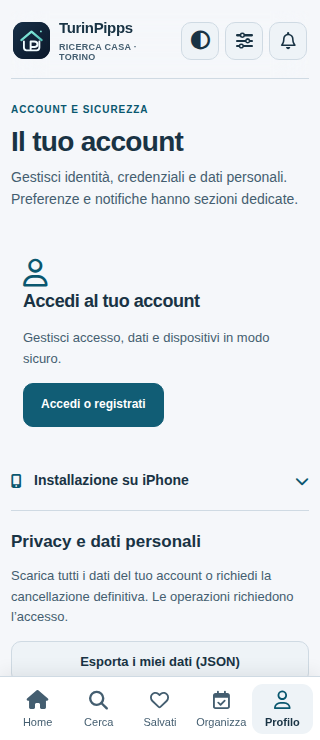 TurinPipps
RICERCA CASA ·
TORINO
ACCOUNT E SICUREZZA
Il tuo account
Gestisci identità, credenziali e dati personali.
Preferenze e notifiche hanno sezioni dedicate.
Accedi al tuo account
Gestisci accesso, dati e dispositivi in modo
sicuro.
Accedi o registrati
Installazione su iPhone
Privacy e dati personali
Scarica tutti i dati del tuo account o richiedi la
cancellazione definitiva. Le operazioni richiedono
l’accesso.
Esporta i miei dati (JSON)
Home
Cerca
Salvati
Organizza
Profilo